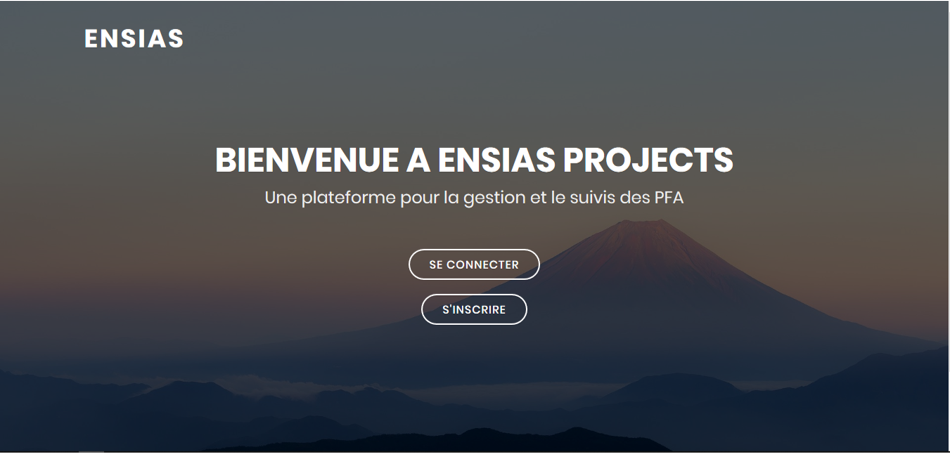 ENSIAS
BIENVENUE A ENSIAS PROJECTS
Une plateforme pour la gestion et le suivis des PFA
SE CONNECTER
S'INSCRIRE